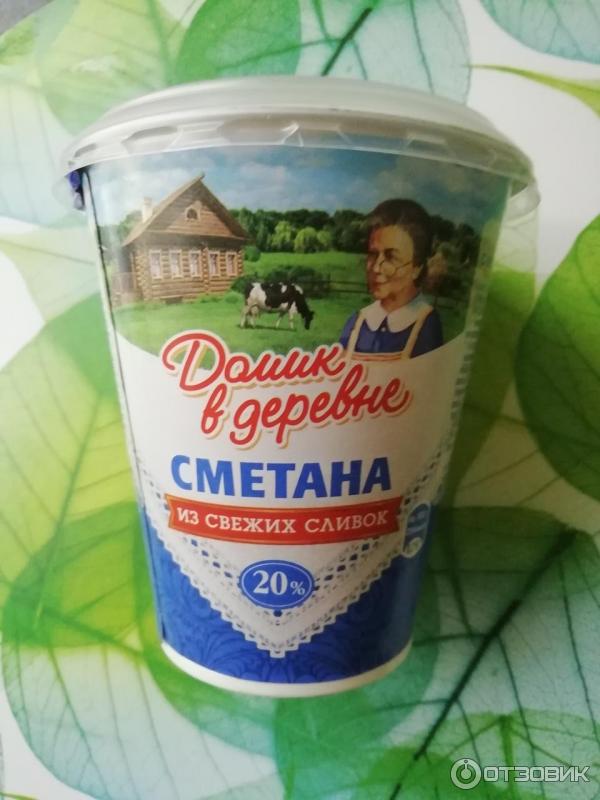 Домик
в деревне
СМЕТАНА
ИЗ СВЕЖИХ СЛИВОК
20%
ОТЗОВИК